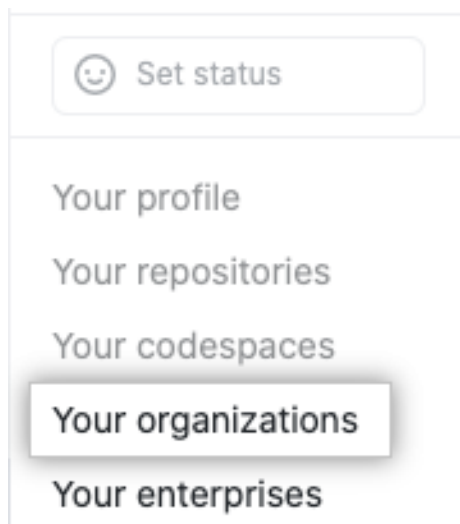 Set status
Your profile
Your repositories
Your codespaces
Your organizations
Your enterprises